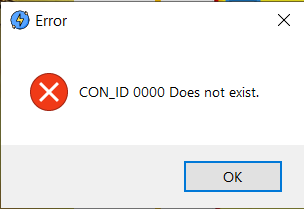 Error
CON_ID 0000 Does not exist.
OK